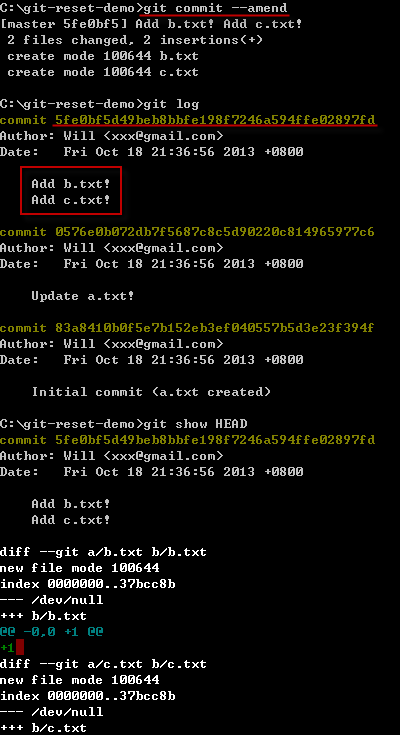 C:\git-reset-demo>git commit --amend
[master 5fe0bf5] Add b.txt! Add c.txt!
 2 files changed, 2 insertions(+)
 create mode 100644 b.txt
 create mode 100644 c.txt
C:\git-reset-demo>git log
commit 5fe0bf5d49beb8bbfe198f7246a594ffe02897fd
Author: Will <xxx@gmail.com>
Date:   Fri Oct 18 21:36:56 2013 +0800
    Add b.txt!
    Add c.txt!
commit 0576e0b072db7f5687c8c5d90220c814965977c6
Author: Will <xxx@gmail.com>
Date:   Fri Oct 18 21:36:56 2013 +0800
    Update a.txt!
commit 83a8410b0f5e7b152eb3ef040557b5d3e23f394f
Author: Will <xxx@gmail.com>
Date:   Fri Oct 18 21:36:56 2013 +0800
    Initial commit (a.txt created)
C:\git-reset-demo>git show HEAD
commit 5fe0bf5d49beb8bbfe198f7246a594ffe02897fd
Author: Will <xxx@gmail.com>
Date:   Fri Oct 18 21:36:56 2013 +0800
    Add b.txt!
    Add c.txt!
diff --git a/b.txt b/b.txt
new file mode 100644
index 0000000..37bcc8b
--- /dev/null
+++ b/b.txt
@@ -0,0 +1 @@
+1
diff --git a/c.txt b/c.txt
new file mode 100644
index 0000000..37bcc8b
--- /dev/null
+++ b/c.txt